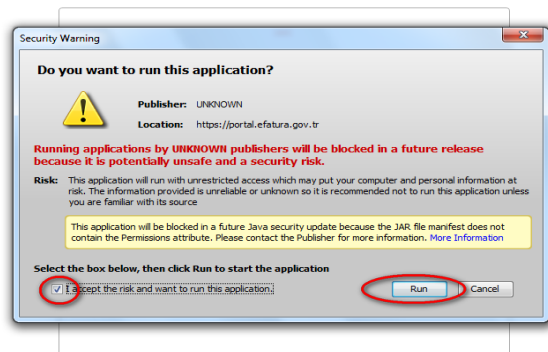 Security Warning
Do you want to run this application?
Publisher: UNKNOWN
Location: https://portal.efatura.gov.tr
Running applications by UNKNOWN publishers will be blocked in a future release
because it is potentially unsafe and a security risk.
Risk: This application will run with unrestricted access which may put your computer and personal information at
risk. The information provided is unreliable or unknown so it is recommended not to run this application unless
you are familiar with its source
This application will be blocked in a future Java security update because the JAR file manifest does not
contain the Permissions attribute. Please contact the Publisher for more information. More Information
Select the box below, then click Run to start the application
I accept the risk and want to run this application.
Run Cancel